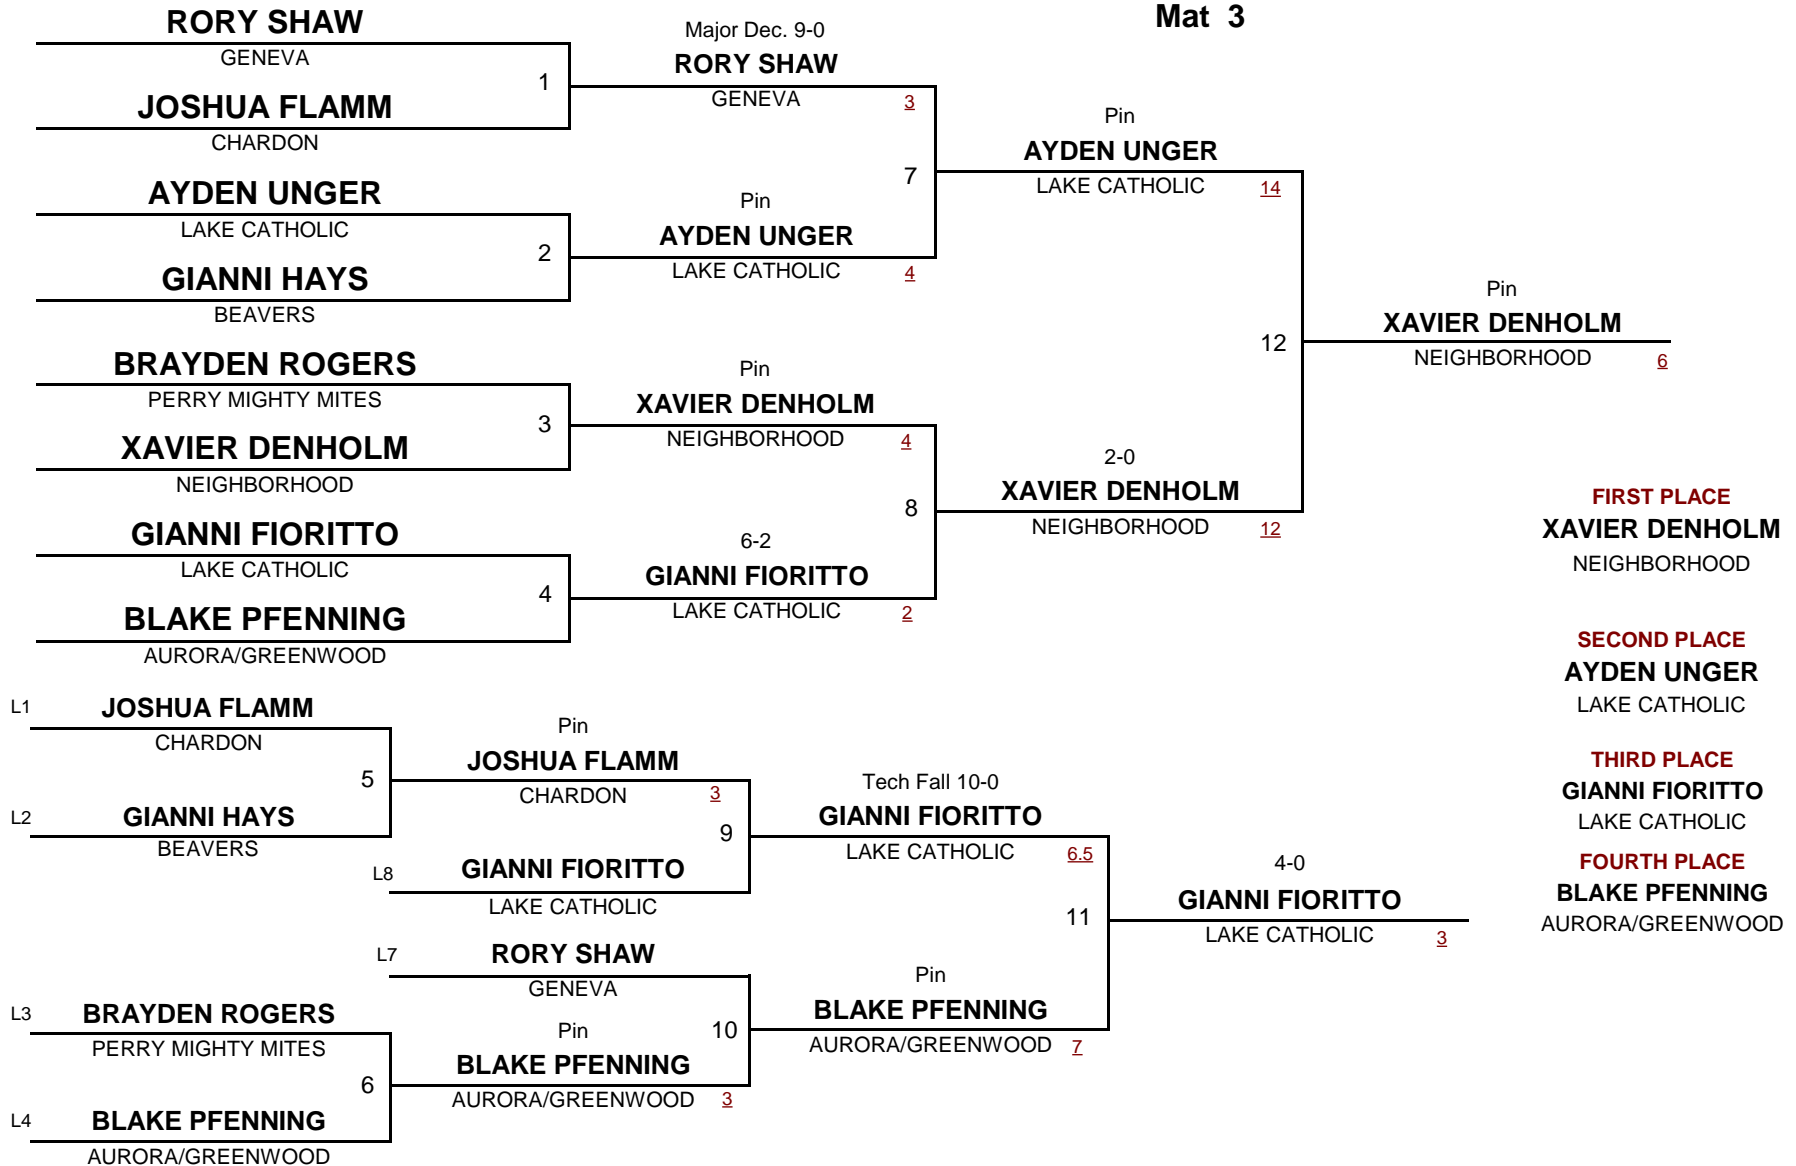 Mat 3
RORY SHAW
GENEVA
1
JOSHUA FLAMM
CHARDON
AYDEN UNGER
LAKE CATHOLIC
2
GIANNI HAYS
BEAVERS
BRAYDEN ROGERS
PERRY MIGHTY MITES
3
XAVIER DENHOLM
NEIGHBORHOOD
GIANNI FIORITTO
LAKE CATHOLIC
4
BLAKE PFENNING
AURORA/GREENWOOD
Major Dec. 9-0
RORY SHAW
GENEVA 3
7
Pin
AYDEN UNGER
LAKE CATHOLIC 4
Pin
XAVIER DENHOLM
NEIGHBORHOOD 4
8
6-2
GIANNI FIORITTO
LAKE CATHOLIC 2
Pin
AYDEN UNGER
LAKE CATHOLIC 14
12
2-0
XAVIER DENHOLM
NEIGHBORHOOD 12
Pin
XAVIER DENHOLM
NEIGHBORHOOD 6
L1 JOSHUA FLAMM
CHARDON
5
L2 GIANNI HAYS
BEAVERS
L3 BRAYDEN ROGERS
PERRY MIGHTY MITES
6
L4 BLAKE PFENNING
AURORA/GREENWOOD
Pin
JOSHUA FLAMM
CHARDON 3
9
L8 GIANNI FIORITTO
LAKE CATHOLIC
L7 RORY SHAW
GENEVA
10
Pin
BLAKE PFENNING
AURORA/GREENWOOD 3
Tech Fall 10-0
GIANNI FIORITTO
LAKE CATHOLIC 6.5
11
Pin
BLAKE PFENNING
AURORA/GREENWOOD 7
4-0
GIANNI FIORITTO
LAKE CATHOLIC 3
FIRST PLACE
XAVIER DENHOLM
NEIGHBORHOOD
SECOND PLACE
AYDEN UNGER
LAKE CATHOLIC
THIRD PLACE
GIANNI FIORITTO
LAKE CATHOLIC
FOURTH PLACE
BLAKE PFENNING
AURORA/GREENWOOD